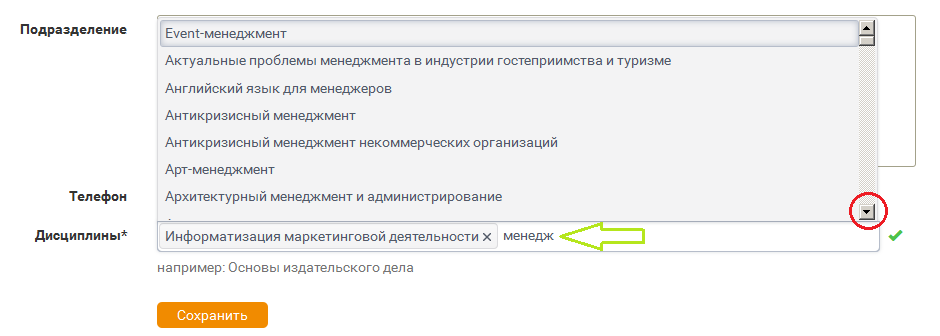 Подразделение
Event-менеджмент
Актуальные проблемы менеджмента в индустрии гостеприимства и туризме
Английский язык для менеджеров
Антикризисный менеджмент
Антикризисный менеджмент некоммерческих организаций
Арт-менеджмент
Телефон
Архитектурный менеджмент и администрирование
Дисциплины*
Информатизация маркетинговой деятельности × менедж
например: Основы издательского дела
Сохранить